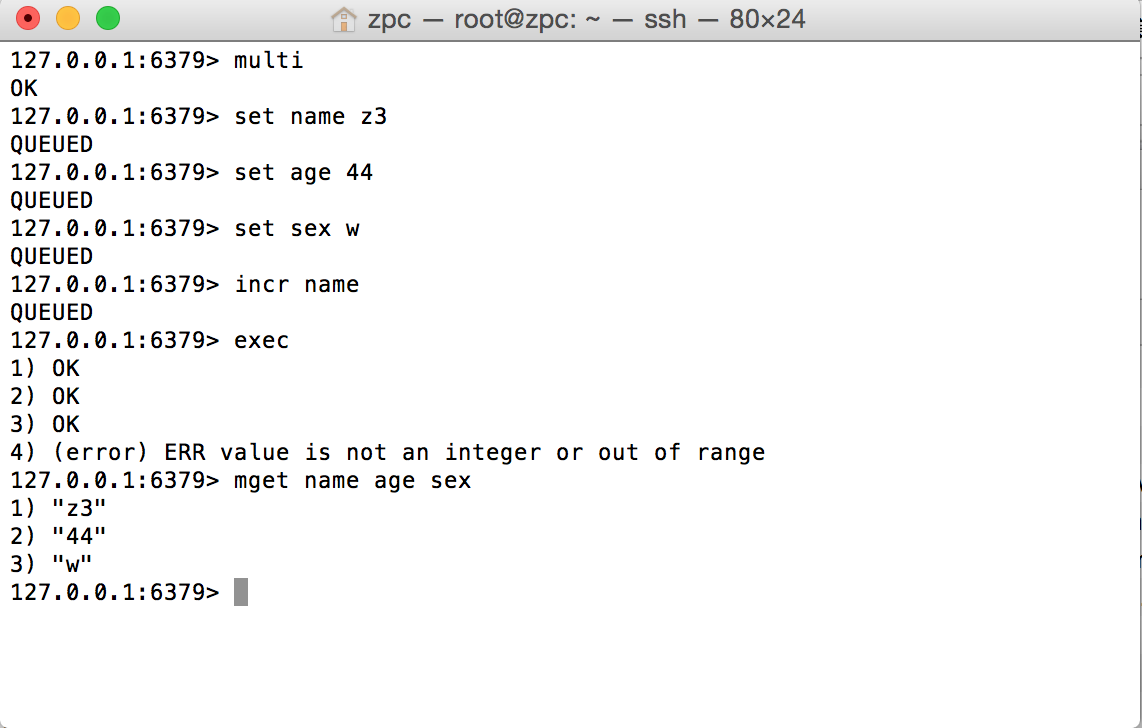 zpc — root@zpc: ~ — ssh — 80×24
127.0.0.1:6379> multi
OK
127.0.0.1:6379> set name z3
QUEUED
127.0.0.1:6379> set age 44
QUEUED
127.0.0.1:6379> set sex w
QUEUED
127.0.0.1:6379> incr name
QUEUED
127.0.0.1:6379> exec
1) OK
2) OK
3) OK
4) (error) ERR value is not an integer or out of range
127.0.0.1:6379> mget name age sex
1) "z3"
2) "44"
3) "w"
127.0.0.1:6379>